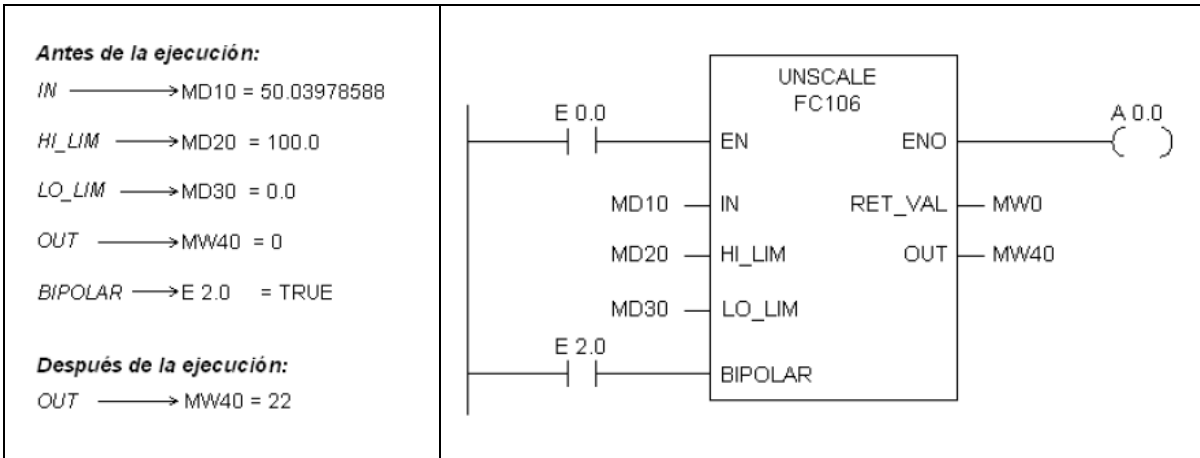 Antes de la ejecución:
IN → MD10 = 50.03978588
HI_LIM → MD20 = 100.0
LO_LIM → MD30 = 0.0
OUT → MW40 = 0
BIPOLAR → E 2.0 = TRUE
Después de la ejecución:
OUT → MW40 = 22
UNSCALE
FC106
E 0.0
A 0.0
EN ENO
MD10 IN RET_VAL MW0
MD20 HI_LIM OUT MW40
MD30 LO_LIM
E 2.0
BIPOLAR